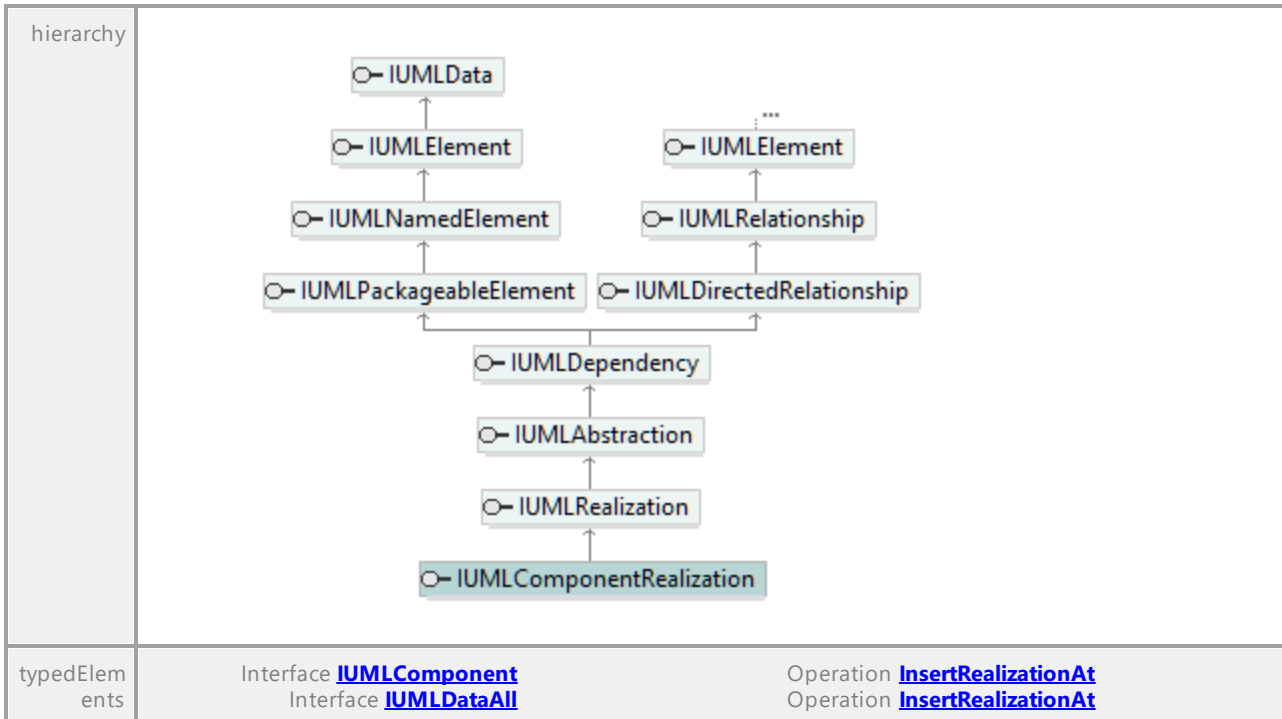 hierarchy
IUMLData
...
IUMLElement IUMLElement
IUMLNamedElement IUMLRelationship
IUMLPackageableElement IUMLDirectedRelationship
IUMLDependency
IUMLAbstraction
IUMLRealization
IUMLComponentRealization
typedElem Interface IUMLComponent Operation InsertRealizationAt
ents Interface IUMLDataAll Operation InsertRealizationAt